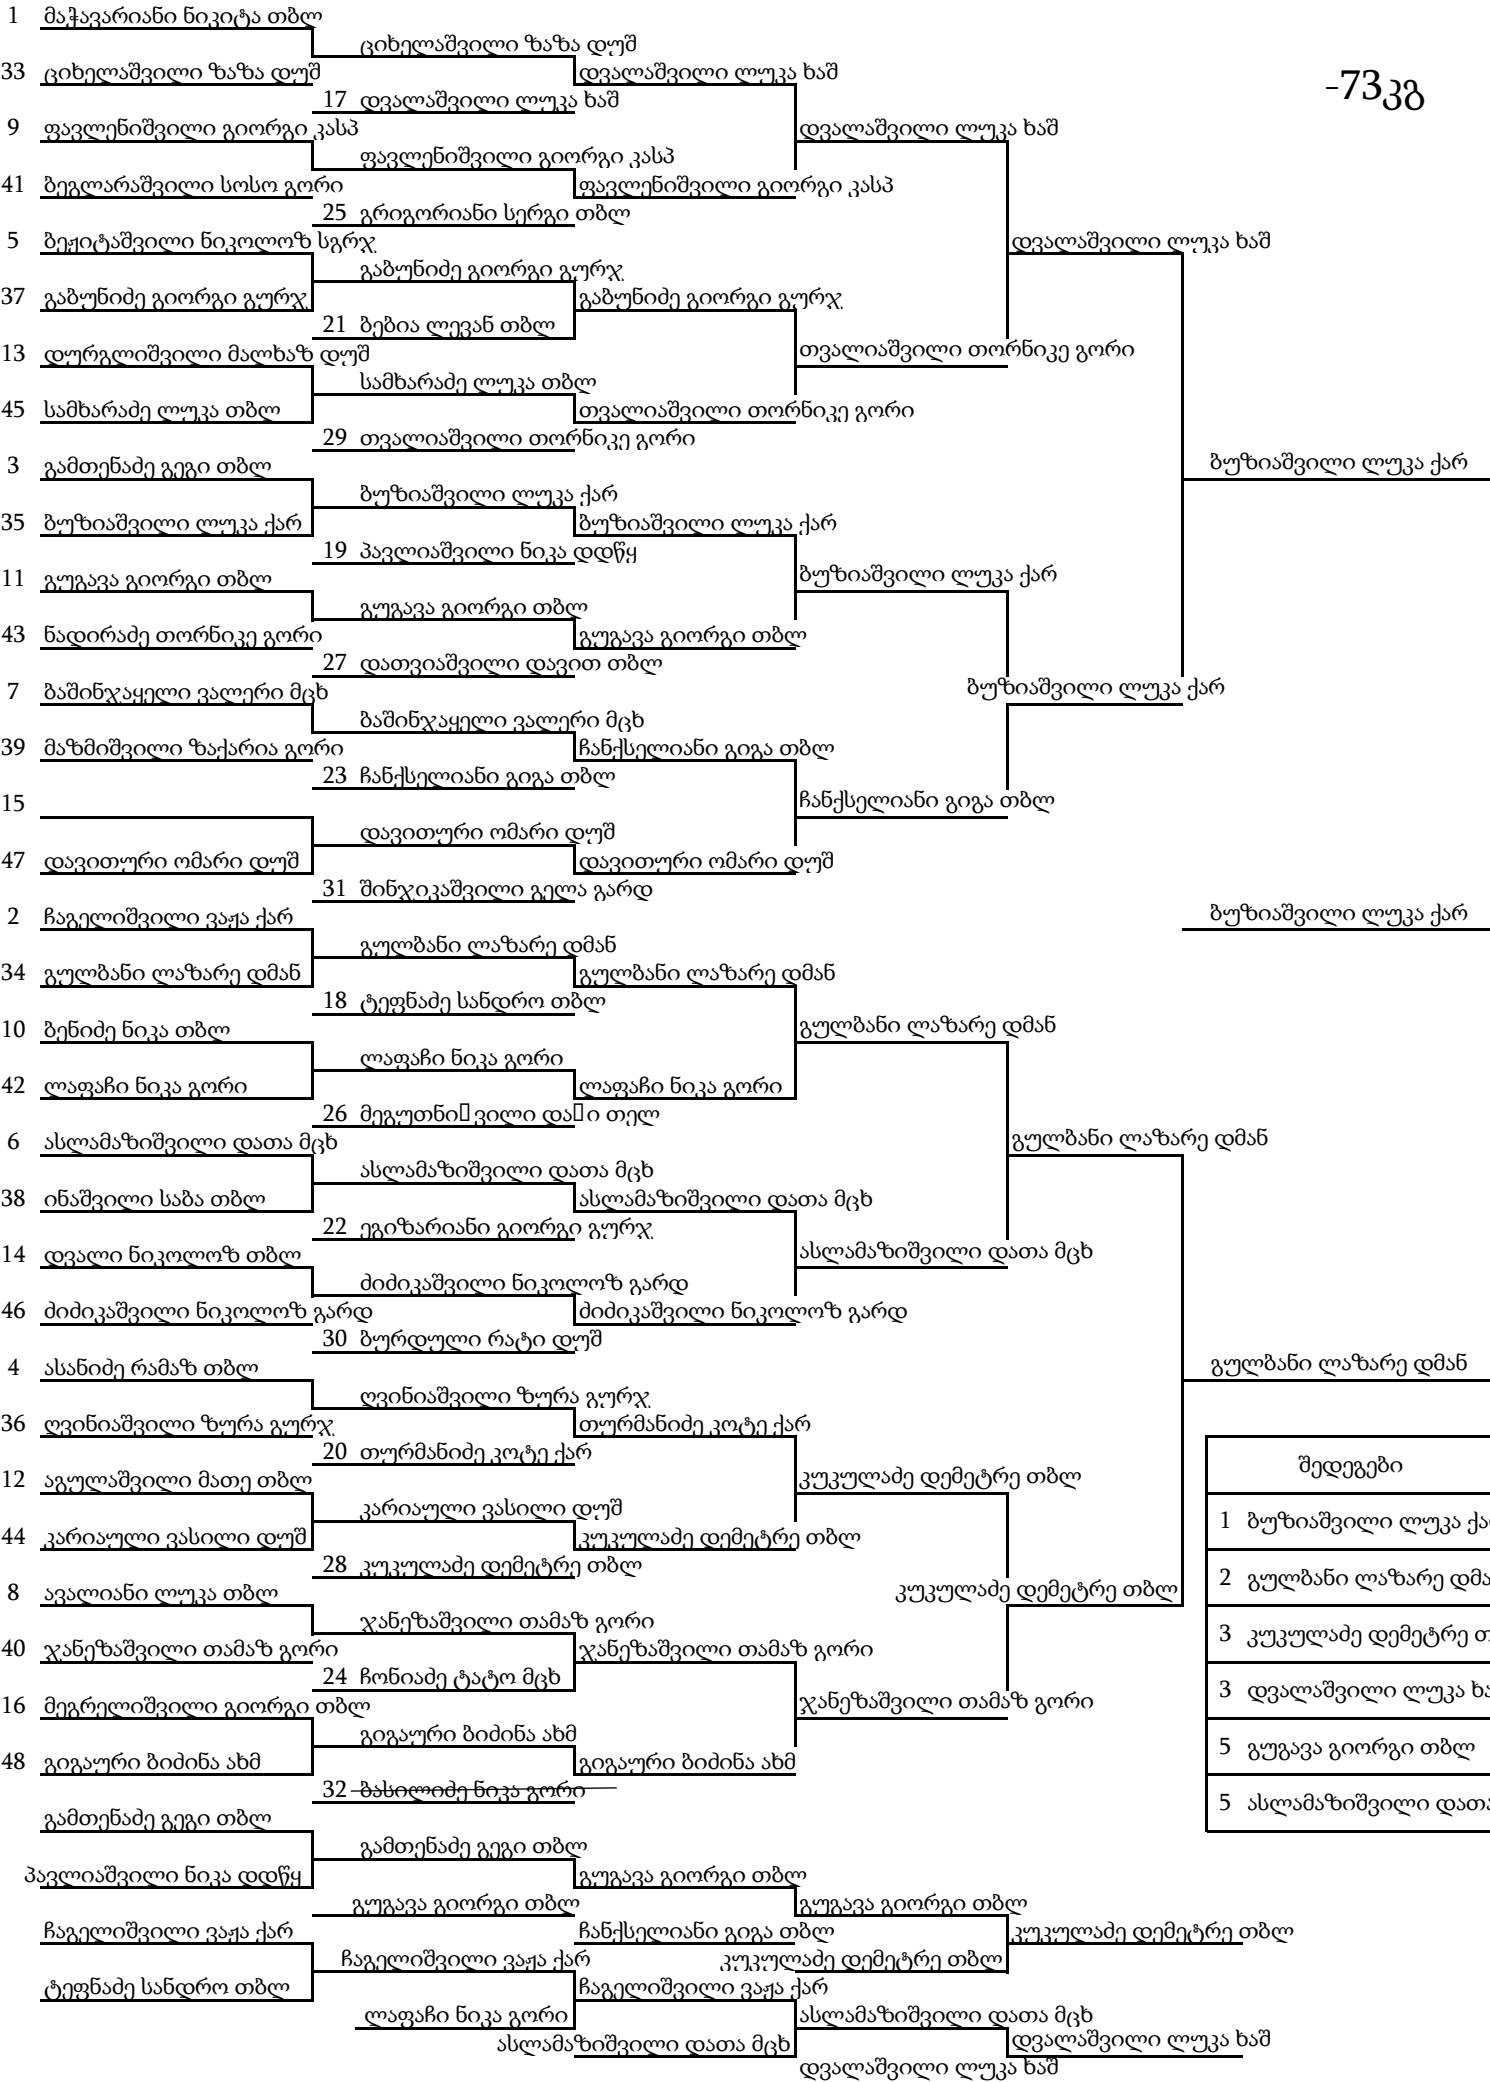 1 მაჭავარიანი ნიკიტა თბლ
ციხელაშვილი ზაზა დუშ
33 ციხელაშვილი ზაზა დუშ
დვალაშვილი ლუკა ხაშ
-73კგ
17 დვალაშვილი ლუკა ხაშ
9 ფავლენიშვილი გიორგი კასპ
დვალაშვილი ლუკა ხაშ
ფავლენიშვილი გიორგი კასპ
41 ბეგლარაშვილი სოსო გორი
ფავლენიშვილი გიორგი კასპ
25 გრიგორიანი სერგი თბლ
5 ბეჟიტაშვილი ნიკოლოზ სგრჯ
დვალაშვილი ლუკა ხაშ
გაბუნიძე გიორგი გურჯ
37 გაბუნიძე გიორგი გურჯ
გაბუნიძე გიორგი გურჯ
21 ბებია ლევან თბლ
13 დურგლიშვილი მალხაზ დუშ
თვალიაშვილი თორნიკე გორი
სამხარაძე ლუკა თბლ
45 სამხარაძე ლუკა თბლ
თვალიაშვილი თორნიკე გორი
29 თვალიაშვილი თორნიკე გორი
3 გამთენაძე გეგი თბლ
ბუზიაშვილი ლუკა ქარ
ბუზიაშვილი ლუკა ქარ
35 ბუზიაშვილი ლუკა ქარ
ბუზიაშვილი ლუკა ქარ
19 პავლიაშვილი ნიკა დდწყ
11 გუგავა გიორგი თბლ
ბუზიაშვილი ლუკა ქარ
გუგავა გიორგი თბლ
43 ნადირაძე თორნიკე გორი
გუგავა გიორგი თბლ
27 დათვიაშვილი დავით თბლ
7 ბაშინჯაყელი ვალერი მცხ
ბუზიაშვილი ლუკა ქარ
ბაშინჯაყელი ვალერი მცხ
39 მაზმიშვილი ზაქარია გორი
ჩანქსელიანი გიგა თბლ
23 ჩანქსელიანი გიგა თბლ
15
ჩანქსელიანი გიგა თბლ
დავითური ომარი დუშ
47 დავითური ომარი დუშ
დავითური ომარი დუშ
31 შინჯიკაშვილი გელა გარდ
2 ჩაგელიშვილი ვაჟა ქარ
ბუზიაშვილი ლუკა ქარ
გულბანი ლაზარე დმან
34 გულბანი ლაზარე დმან
გულბანი ლაზარე დმან
18 ტეფნაძე სანდრო თბლ
10 ბენიძე ნიკა თბლ
გულბანი ლაზარე დმან
ლაფაჩი ნიკა გორი
42 ლაფაჩი ნიკა გორი
ლაფაჩი ნიკა გორი
26 თელ
6 ასლამაზიშვილი დათა მცხ
გულბანი ლაზარე დმან
ასლამაზიშვილი დათა მცხ
38 ინაშვილი საბა თბლ
ასლამაზიშვილი დათა მცხ
22 ეგიზარიანი გიორგი გურჯ
14 დვალი ნიკოლოზ თბლ
ასლამაზიშვილი დათა მცხ
ძიძიკაშვილი ნიკოლოზ გარდ
46 ძიძიკაშვილი ნიკოლოზ გარდ
ძიძიკაშვილი ნიკოლოზ გარდ
30 ბურდული რატი დუშ
4 ასანიძე რამაზ თბლ
გულბანი ლაზარე დმან
ღვინიაშვილი ზურა გურჯ
36 ღვინიაშვილი ზურა გურჯ
თურმანიძე კოტე ქარ
20 თურმანიძე კოტე ქარ
შედეგები
12 აგულაშვილი მათე თბლ
კუკულაძე დემეტრე თბლ
კარიაული ვასილი დუშ
1 ბუზიაშვილი ლუკა ქა
44 კარიაული ვასილი დუშ
კუკულაძე დემეტრე თბლ
28 კუკულაძე დემეტრე თბლ
2 გულბანი ლაზარე დმა
8 ავალიანი ლუკა თბლ
კუკულაძე დემეტრე თბლ
ჯანეზაშვილი თამაზ გორი
3 კუკულაძე დემეტრე თ
40 ჯანეზაშვილი თამაზ გორი
ჯანეზაშვილი თამაზ გორი
24 ჩონიაძე ტატო მცხ
3 დვალაშვილი ლუკა ხა
16 მეგრელიშვილი გიორგი თბლ
ჯანეზაშვილი თამაზ გორი
გიგაური ბიძინა ახმ
5 გუგავა გიორგი თბლ
48 გიგაური ბიძინა ახმ
გიგაური ბიძინა ახმ
32 ბასილიძე ნიკა გორი
5 ასლამაზიშვილი დათა
გამთენაძე გეგი თბლ
გამთენაძე გეგი თბლ
პავლიაშვილი ნიკა დდწყ
გუგავა გიორგი თბლ
გუგავა გიორგი თბლ
გუგავა გიორგი თბლ
ჩაგელიშვილი ვაჟა ქარ
ჩანქსელიანი გიგა თბლ
კუკულაძე დემეტრე თბლ
ჩაგელიშვილი ვაჟა ქარ
კუკულაძე დემეტრე თბლ
ტეფნაძე სანდრო თბლ
ჩაგელიშვილი ვაჟა ქარ
ლაფაჩი ნიკა გორი
ასლამაზიშვილი დათა მცხ
ასლამაზიშვილი დათა მცხ
დვალაშვილი ლუკა ხაშ
დვალაშვილი ლუკა ხაშ